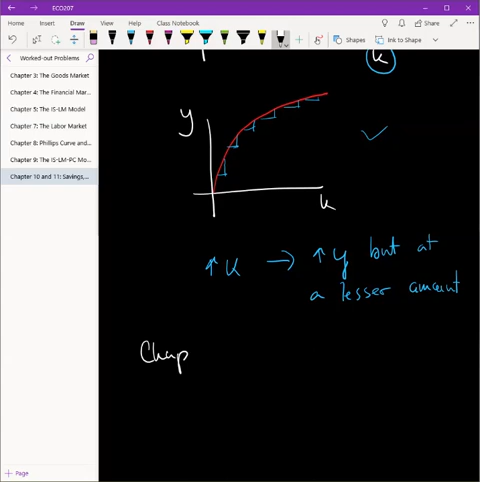 ECO207
Home
Insert
Draw
View
Help
Class Notebook
Share
Shapes
Ink to Shape
Worked-out Problems
Chapter 3: The Goods Market
Chapter 4: The Financial Mar...
Chapter 5: The IS-LM Model
Chapter 7: The Labor Market
Chapter 8: Phillips Curve and...
Chapter 9: The IS-LM-PC Mo...
Chapter 10 and 11: Savings,...
k
y
k
↑ k → ↑ y but at
a lesser amount
Chap
+ Page